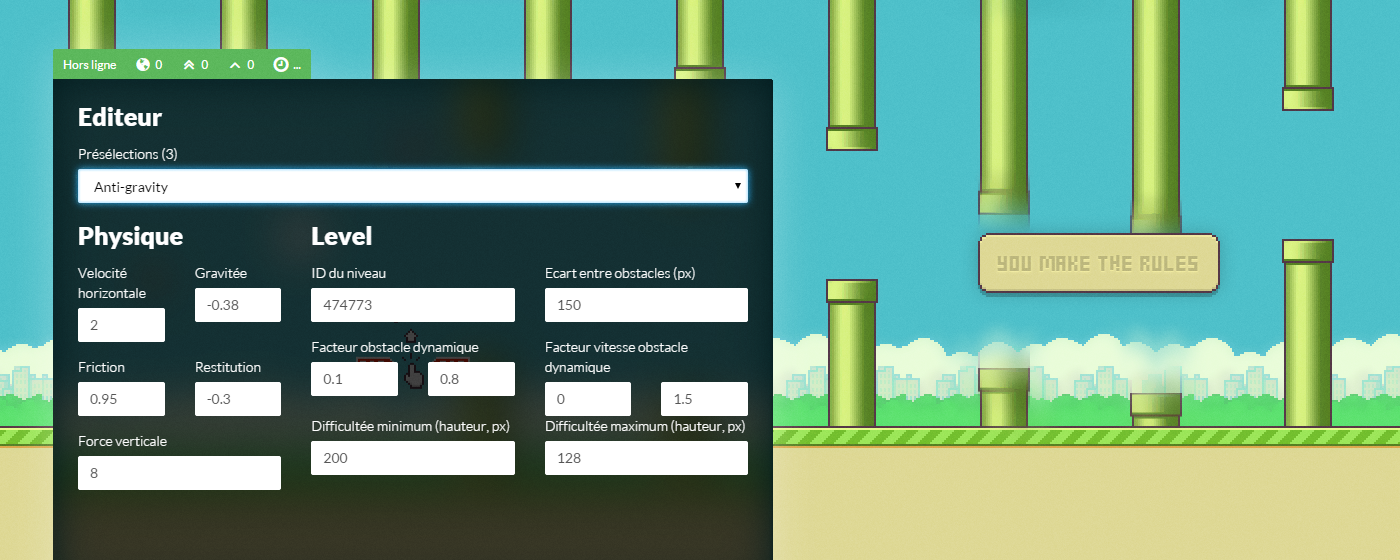 Hors ligne 0 0 0 ...
Editeur
Présélections (3)
Anti-gravity
Physique
Velocité
horizontale
2
Gravitée
-0.38
Friction
0.95
Restitution
-0.3
Force verticale
8
Level
ID du niveau
474773
Ecart entre obstacles (px)
150
Facteur obstacle dynamique
0.1
0.8
Facteur vitesse obstacle
dynamique
0
1.5
Difficultée minimum (hauteur, px)
200
Difficultée maximum (hauteur, px)
128
YOU MAKE THE RULES